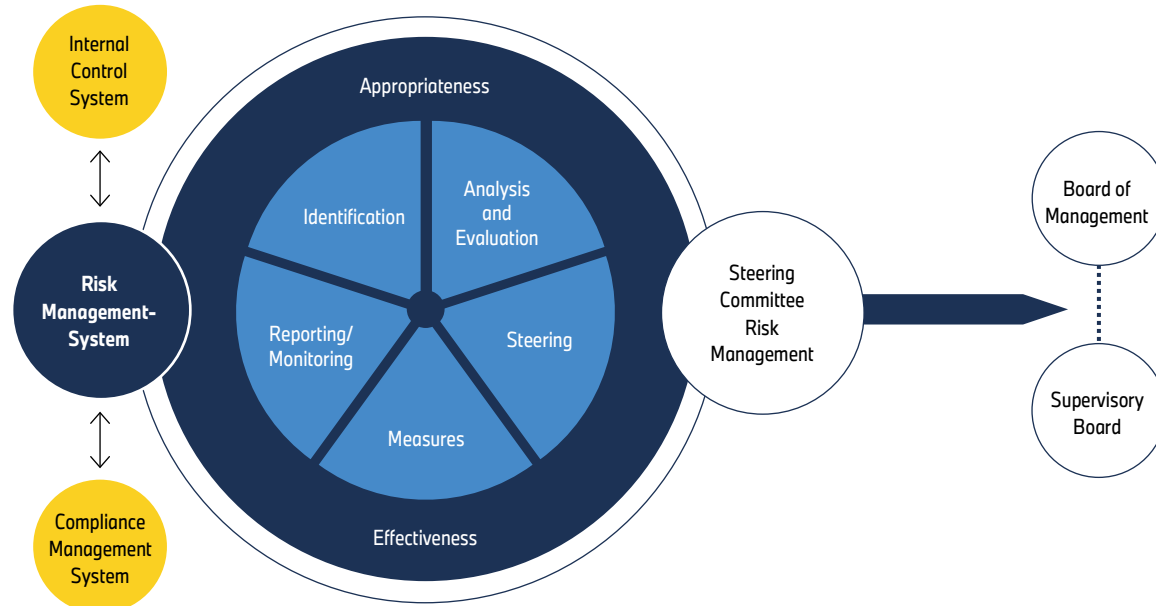 Internal
Control
System
Risk
Management-
System
Compliance
Management
System
Appropriateness
Identification
Analysis
and
Evaluation
Reporting/
Monitoring
Steering
Measures
Effectiveness
Steering
Committee
Risk
Management
Board of
Management
Supervisory
Board